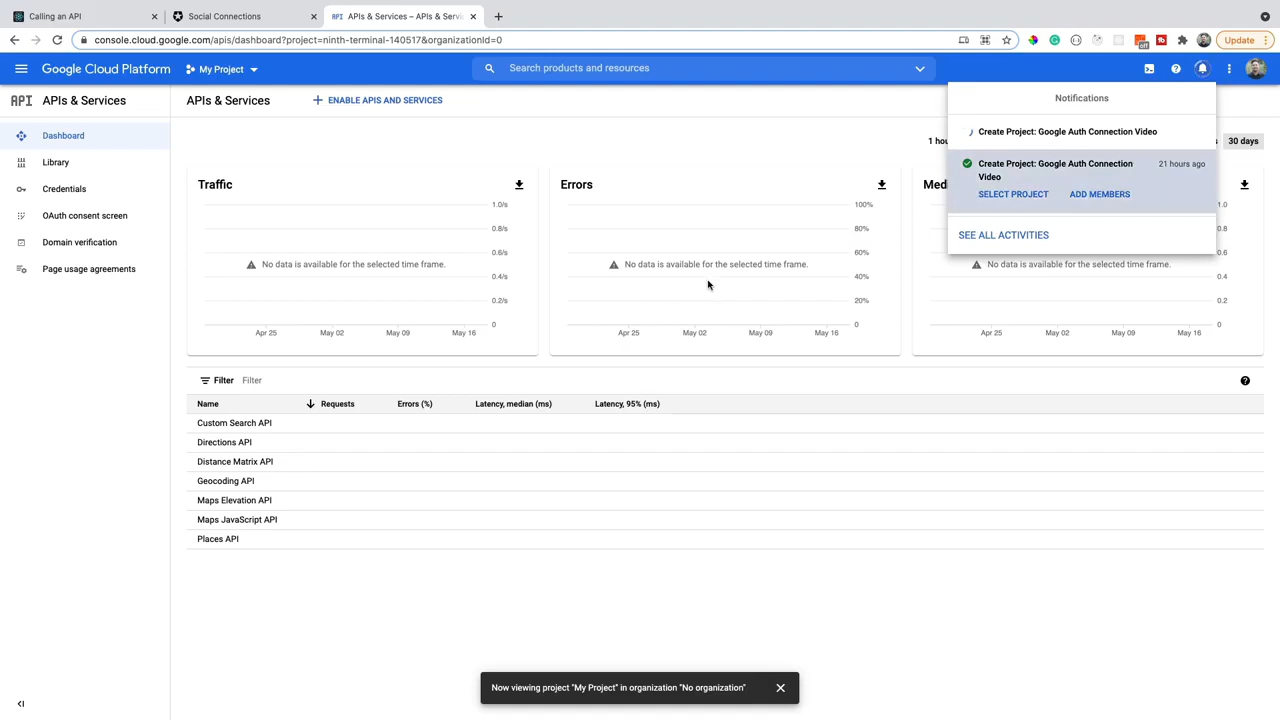 Calling an API
Social Connections
API APIs & Services – APIs & Servi
console.cloud.google.com/apis/dashboard?project=ninth-terminal-140517&organizationId=0
off
Update
Google Cloud Platform
My Project
Search products and resources
API APIs & Services
APIs & Services
ENABLE APIS AND SERVICES
Notifications
Create Project: Google Auth Connection Video
Create Project: Google Auth Connection
Video
21 hours ago
SELECT PROJECT
ADD MEMBERS
SEE ALL ACTIVITIES
Dashboard
Library
Credentials
OAuth consent screen
Domain verification
Page usage agreements
1 hou
30 days
Traffic
1.0/s
0.8/s
0.6/s
0.4/s
0.2/s
0
No data is available for the selected time frame.
Apr 25
May 02
May 09
May 16
Errors
100%
80%
60%
40%
20%
0
No data is available for the selected time frame.
Apr 25
May 02
May 09
May 16
Med
1.0
0.8
0.6
0.4
0.2
0
No data is available for the selected time frame.
Apr 25
May 02
May 09
May 16
Filter
Filter
Name
Requests
Errors (%)
Latency, median (ms)
Latency, 95% (ms)
Custom Search API
Directions API
Distance Matrix API
Geocoding API
Maps Elevation API
Maps JavaScript API
Places API
Now viewing project "My Project" in organization "No organization"